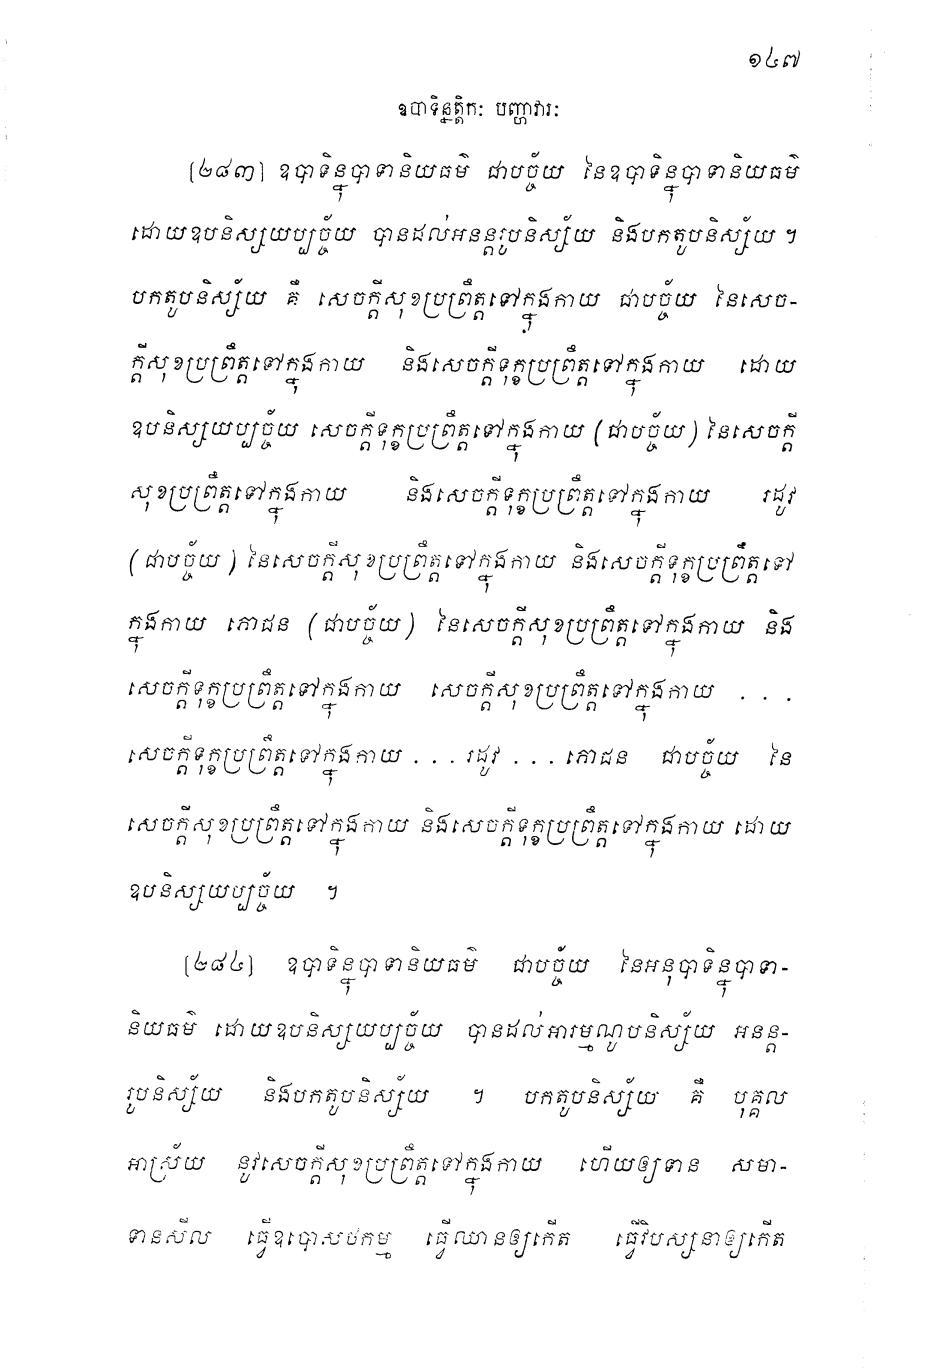 ១៤៧
ឧបាទិន្នត្តិកៈ បញ្ហាវារៈ
[២៨៣] ឧបាទិន្នុបាទានិយធម៌ ជាបច្ច័យ នៃឧបាទិន្នុបាទានិយធម៌
ដោយឧបនិស្សយប្បច្ច័យ បានដល់អនន្តរូបនិស្ស័យ និងបកតូបនិស្ស័យ ។
បកតូបនិស្ស័យ គឺ សេចក្តីសុខប្រព្រឹត្តទៅក្នុងកាយ ជាបច្ច័យ នៃសេច-
ក្តីសុខប្រព្រឹត្តទៅក្នុងកាយ និងសេចក្តីទុក្ខប្រព្រឹត្តទៅក្នុងកាយ ដោយ
ឧបនិស្សយប្បច្ច័យ សេចក្តីទុក្ខប្រព្រឹត្តទៅក្នុងកាយ (ជាបច្ច័យ) នៃសេចក្តី
សុខប្រព្រឹត្តទៅក្នុងកាយ និងសេចក្តីទុក្ខប្រព្រឹត្តទៅក្នុងកាយ រដូវ
(ជាបច្ច័យ) នៃសេចក្តីសុខប្រព្រឹត្តទៅក្នុងកាយ និងសេចក្តីទុក្ខប្រព្រឹត្តទៅ
ក្នុងកាយ ភោជន (ជាបច្ច័យ) នៃសេចក្តីសុខប្រព្រឹត្តទៅក្នុងកាយ និង
សេចក្តីទុក្ខប្រព្រឹត្តទៅក្នុងកាយ សេចក្តីសុខប្រព្រឹត្តទៅក្នុងកាយ . . .
សេចក្តីទុក្ខប្រព្រឹត្តទៅក្នុងកាយ . . . រដូវ . . . ភោជន ជាបច្ច័យ នៃ
សេចក្តីសុខប្រព្រឹត្តទៅក្នុងកាយ និងសេចក្តីទុក្ខប្រព្រឹត្តទៅក្នុងកាយ ដោយ
ឧបនិស្សយប្បច្ច័យ ។
[២៨៤] ឧបាទិន្នុបាទានិយធម៌ ជាបច្ច័យ នៃអនុបាទិន្នុបាទា-
និយធម៌ ដោយឧបនិស្សយប្បច្ច័យ បានដល់អារម្មណូបនិស្ស័យ អនន្ត-
រូបនិស្ស័យ និងបកតូបនិស្ស័យ ។ បកតូបនិស្ស័យ គឺ បុគ្គល
អាស្រ័យ នូវសេចក្តីសុខប្រព្រឹត្តទៅក្នុងកាយ ហើយឲ្យទាន សមា-
ទានសីល ធ្វើឧបោសថកម្ម ធ្វើឈានឲ្យកើត ធ្វើវិបស្សនាឲ្យកើត